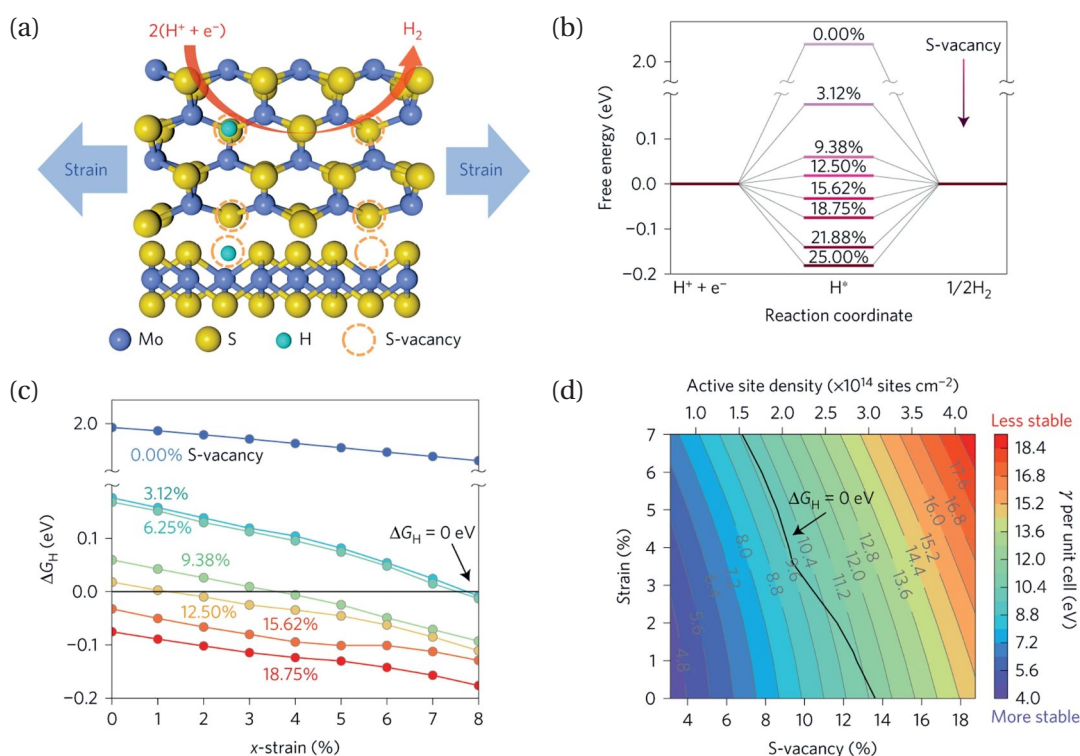 (a)
2(H⁺ + e⁻)
H₂
Strain
Strain
Mo
S
H
S-vacancy
(b)
Free energy (eV)
2.0
0.1
0.0
−0.1
−0.2
0.00%
3.12%
9.38%
12.50%
15.62%
18.75%
21.88%
25.00%
S-vacancy
H⁺ + e⁻
H*
1/2H₂
Reaction coordinate
(c)
ΔG_H (eV)
2.0
0.1
0.0
−0.1
−0.2
0.00% S-vacancy
3.12%
6.25%
9.38%
12.50%
15.62%
18.75%
ΔG_H = 0 eV
0 1 2 3 4 5 6 7 8
x-strain (%)
(d)
Active site density (×10¹⁴ sites cm⁻²)
1.0 1.5 2.0 2.5 3.0 3.5 4.0
Strain (%)
7
6
5
4
3
2
1
0
ΔG_H = 0 eV
4.8
5.6
7.2
8.0
8.8
9.6
10.4
11.2
12.0
12.8
13.6
14.4
15.2
16.0
16.8
17.6
4 6 8 10 12 14 16 18
S-vacancy (%)
Less stable
18.4
16.8
15.2
13.6
12.0
10.4
8.8
7.2
5.6
4.0
More stable
γ per unit cell (eV)